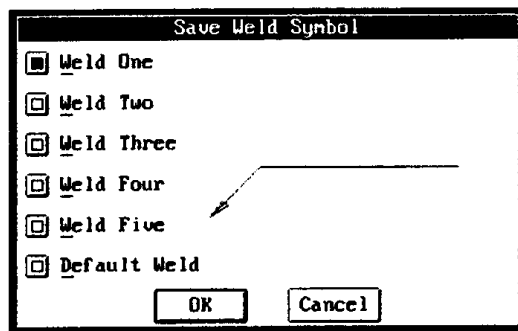 Save Weld Symbol
Weld One
Weld Two
Weld Three
Weld Four
Weld Five
Default Weld
OK Cancel